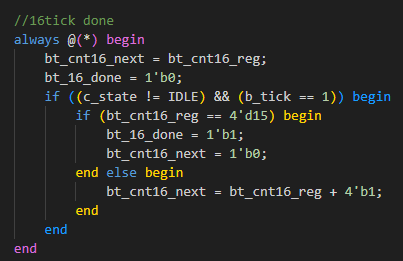 //16tick done
always @(*) begin
    bt_cnt16_next = bt_cnt16_reg;
    bt_16_done = 1'b0;
    if ((c_state != IDLE) && (b_tick == 1)) begin
        if (bt_cnt16_reg == 4'd15) begin
            bt_16_done = 1'b1;
            bt_cnt16_next = 1'b0;
        end else begin
            bt_cnt16_next = bt_cnt16_reg + 4'b1;
        end
    end
end